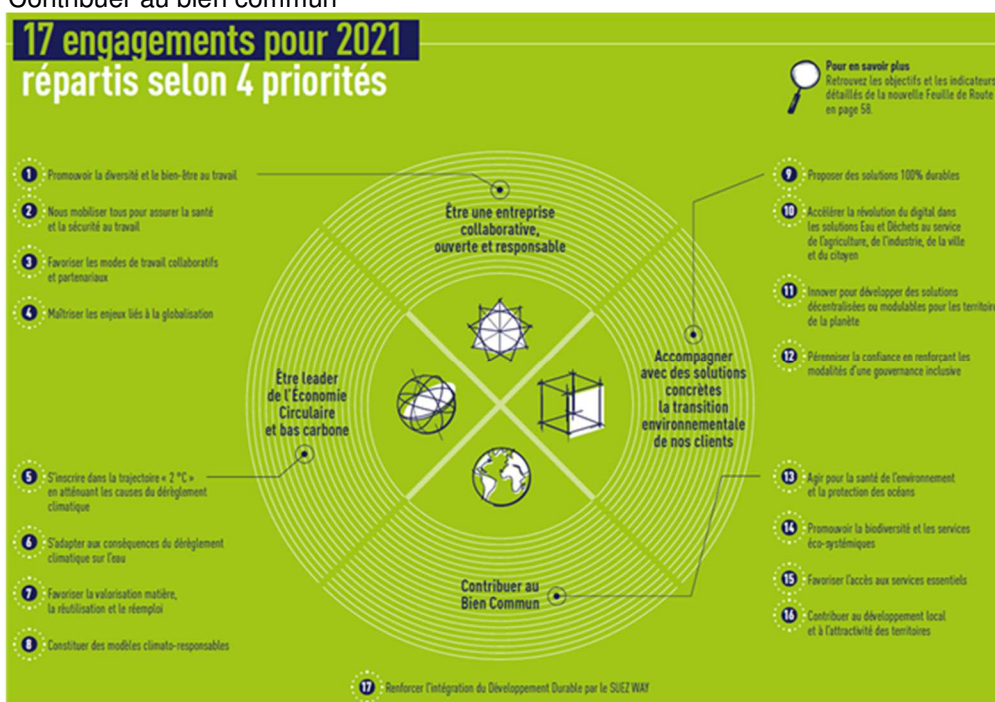 Contribuer au bien commun
17 engagements pour 2021
répartis selon 4 priorités
Pour en savoir plus
Retrouvez les objectifs et les indicateurs
détaillés de la nouvelle Feuille de Route
en page 58.
1 Promouvoir la diversité et le bien-être au travail
2 Nous mobiliser tous pour assurer la santé
et la sécurité au travail
3 Favoriser les modes de travail collaboratifs
et partenariaux
4 Maîtriser les enjeux liés à la globalisation
Être une entreprise
collaborative,
ouverte et responsable
9 Proposer des solutions 100% durables
10 Accélérer la révolution du digital dans
les solutions Eau et Déchets au service
de l'agriculture, de l'industrie, de la ville
et du citoyen
11 Innover pour développer des solutions
décentralisées ou modulables pour les territoire
de la planète
12 Pérenniser la confiance en renforçant les
modalités d'une gouvernance inclusive
Accompagner
avec des solutions
concrètes
la transition
environnementale
de nos clients
Être leader
de l'Économie
Circulaire
et bas carbone
5 S'inscrire dans la trajectoire « 2 °C »
en atténuant les causes du dérèglement
climatique
6 S'adapter aux conséquences du dérèglement
climatique sur l'eau
7 Favoriser la valorisation matière,
la réutilisation et le réemploi
8 Constituer des modèles climato-responsables
Contribuer au
Bien Commun
13 Agir pour la santé de l'environnement
et la protection des océans
14 Promouvoir la biodiversité et les services
éco-systémiques
15 Favoriser l'accès aux services essentiels
16 Contribuer au développement local
et à l'attractivité des territoires
17 Renforcer l'intégration du Développement Durable par le SUEZ WAY